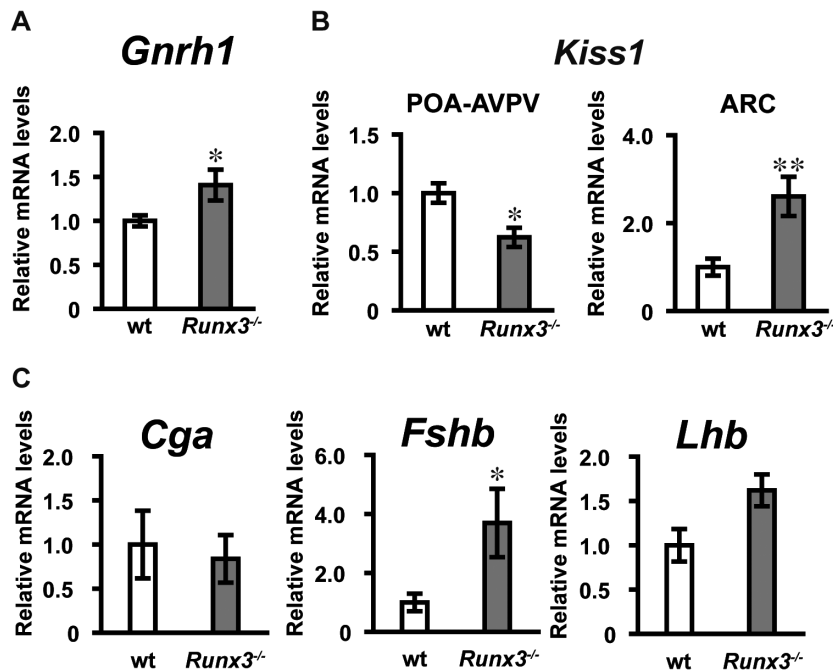 A
Gnrh1
Relative mRNA levels
2.0
1.5
1.0
0.5
0
*
wt
Runx3-/-
B
Kiss1
POA-AVPV
Relative mRNA levels
1.5
1.0
0.5
0
*
wt
Runx3-/-
ARC
Relative mRNA levels
4.0
2.0
0
**
wt
Runx3-/-
C
Cga
Relative mRNA levels
2.0
1.5
1.0
0.5
0
wt
Runx3-/-
Fshb
Relative mRNA levels
6.0
4.0
2.0
0
*
wt
Runx3-/-
Lhb
Relative mRNA levels
2.0
1.5
1.0
0.5
0
wt
Runx3-/-